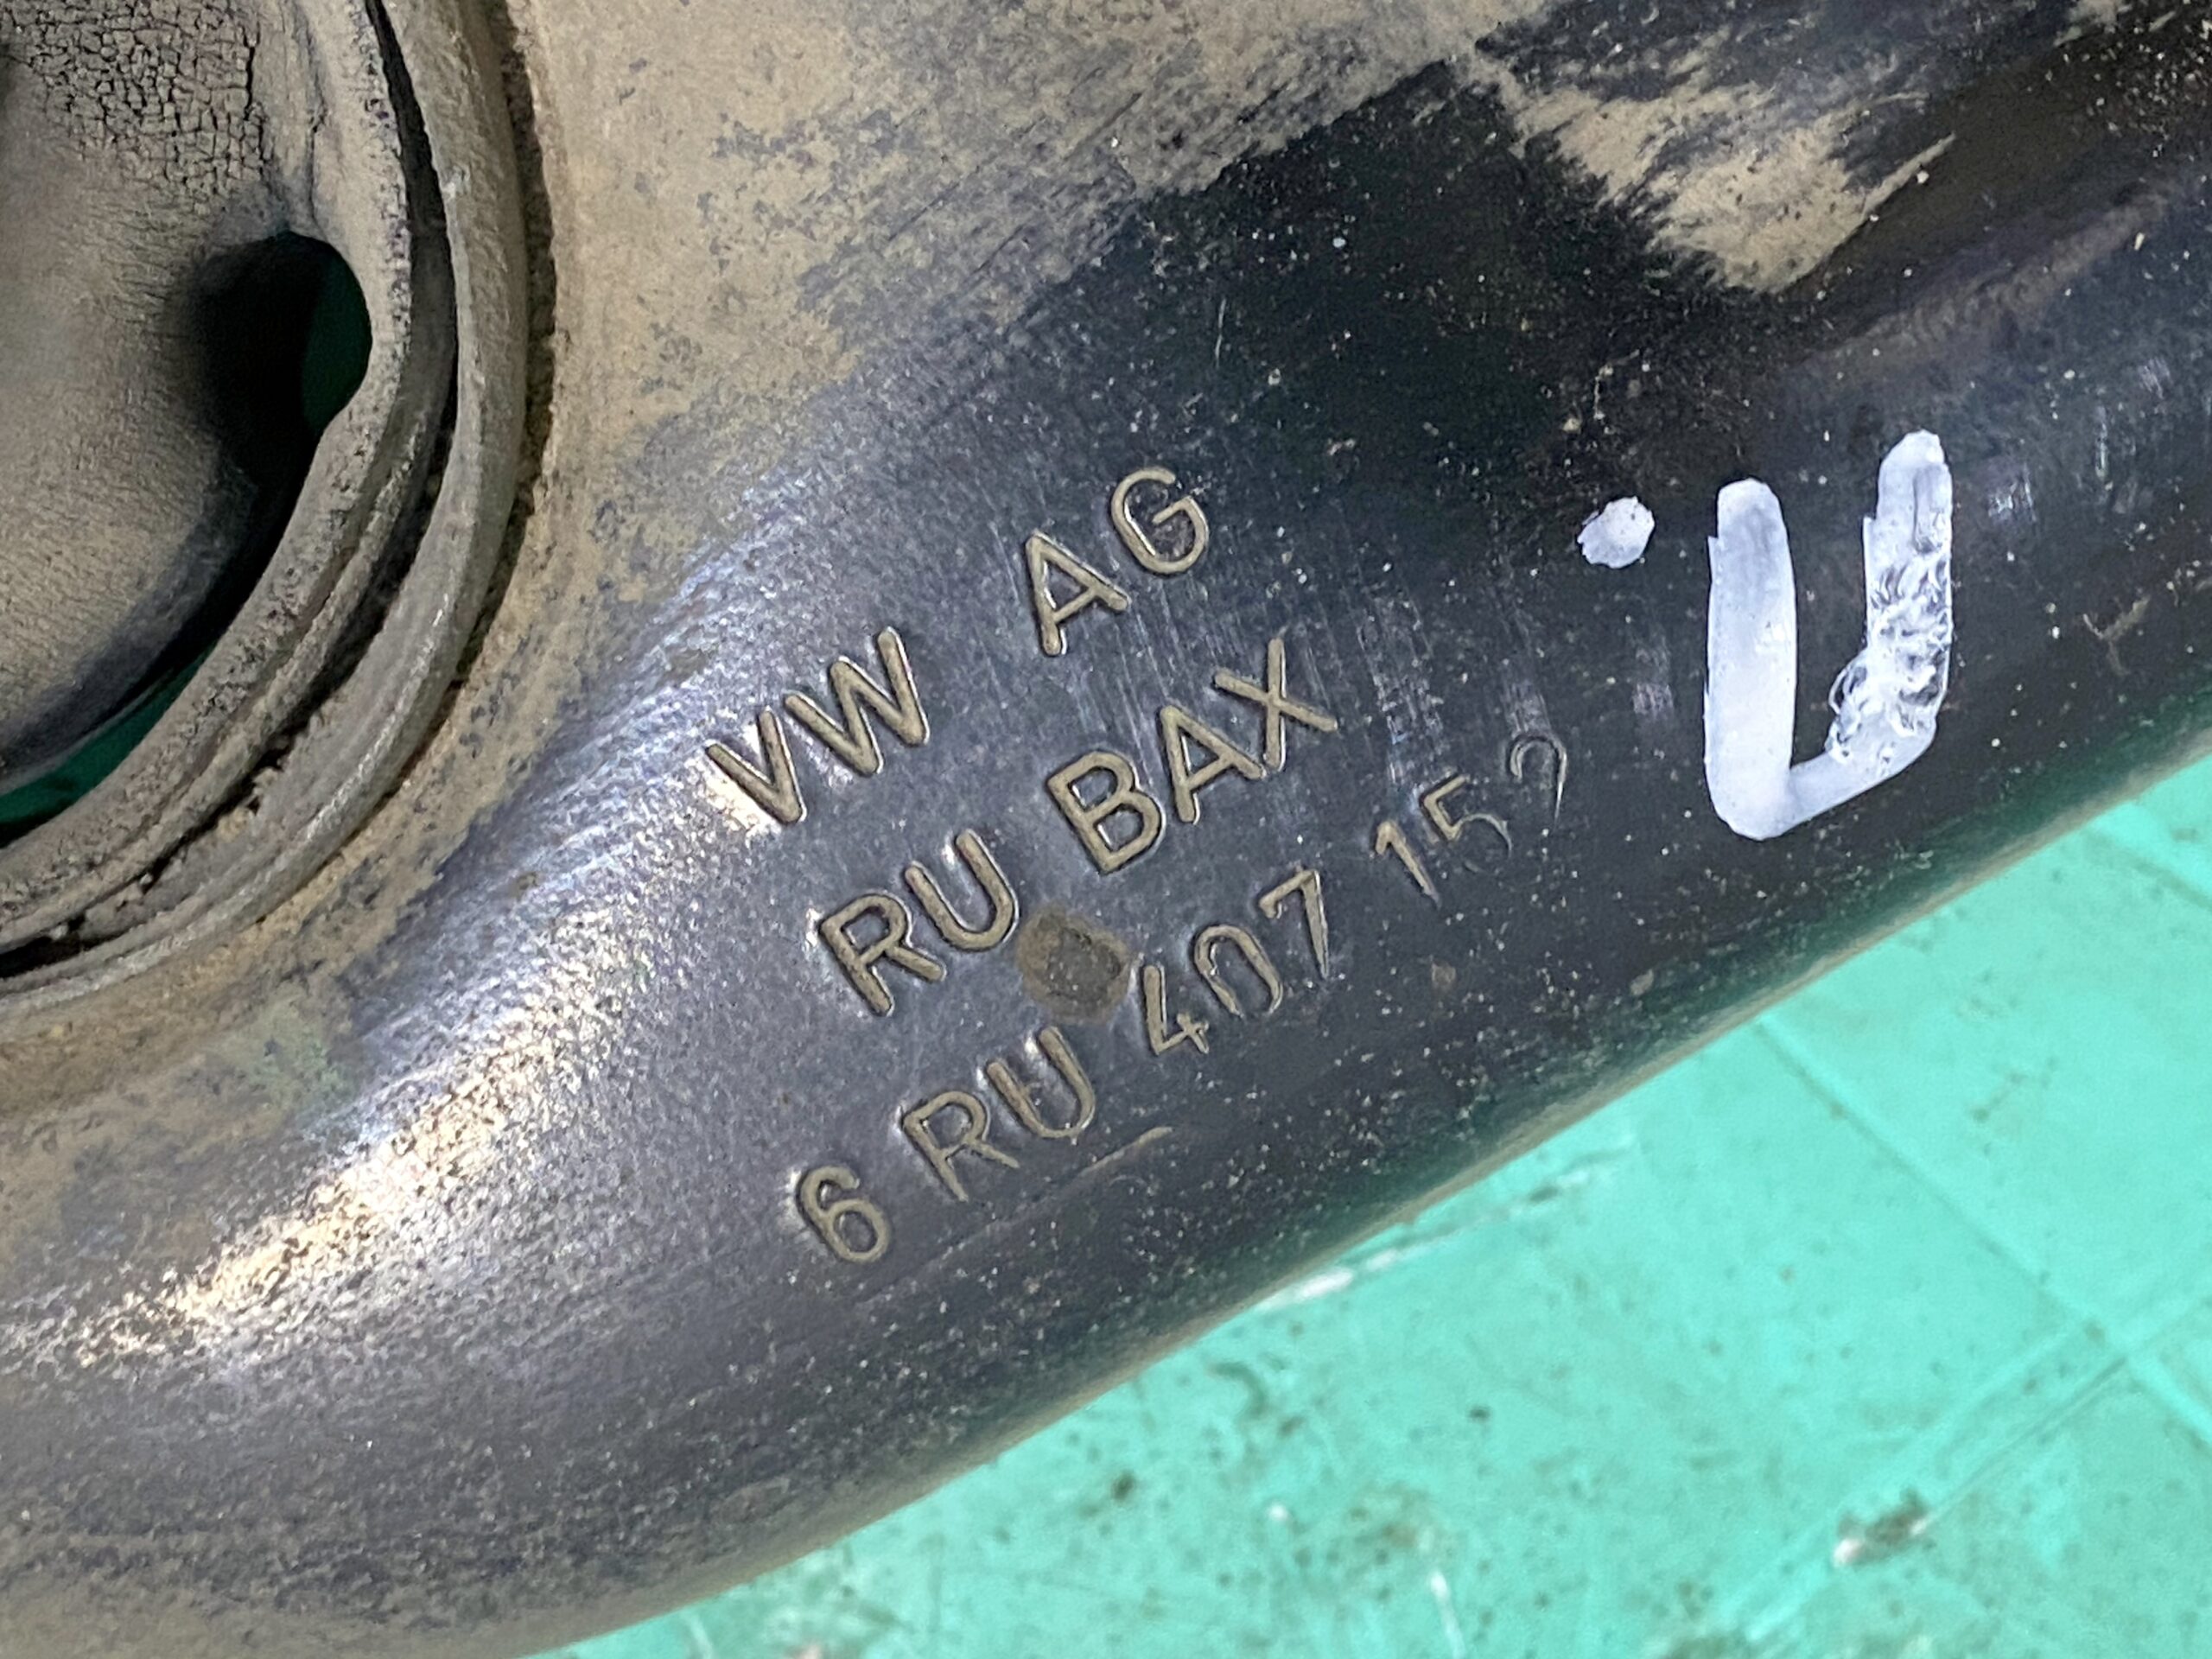 VW AG
RU BAX
6 RU 407 152
П.